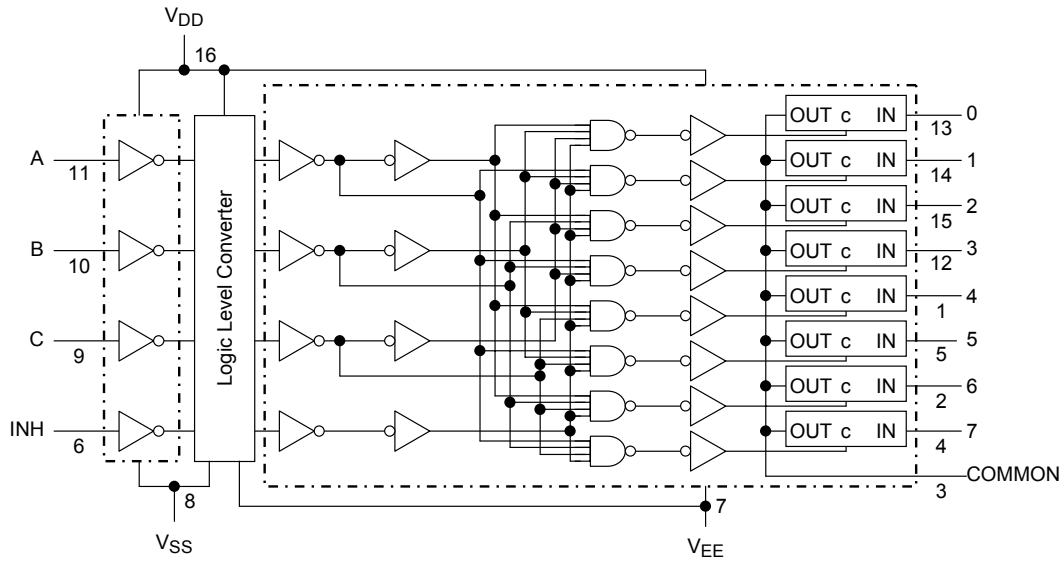 VDD
16
A
11
B
10
C
9
INH
6
Logic Level Converter
OUT c IN
0
13
OUT c IN
1
14
OUT c IN
2
15
OUT c IN
3
12
OUT c IN
4
1
OUT c IN
5
5
OUT c IN
6
2
OUT c IN
7
4
COMMON
3
8
VSS
7
VEE